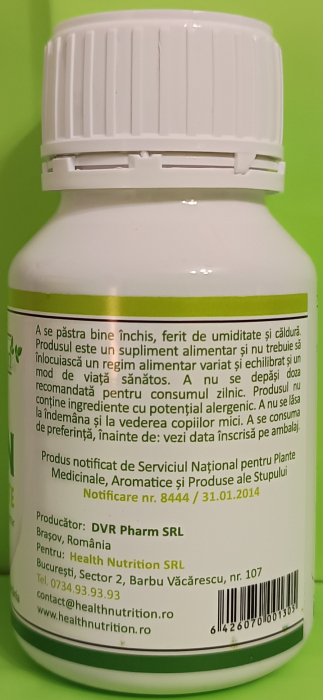 A se păstra bine închis, ferit de umiditate și căldură.
Produsul este un supliment alimentar și nu trebuie să
înlocuiască un regim alimentar variat și echilibrat și un
mod de viață sănătos. A nu se depăși doza
recomandată pentru consumul zilnic. Produsul nu
conține ingrediente cu potențial alergenic. A nu se lăsa
la îndemâna și la vederea copiilor mici. A se consuma
de preferință, înainte de: vezi data înscrisă pe ambalaj.
Produs notificat de Serviciul Național pentru Plante
Medicinale, Aromatice și Produse ale Stupului
Notificare nr. 8444 / 31.01.2014
Producător: DVR Pharm SRL
Brașov, România
Pentru: Health Nutrition SRL
București, Sector 2, Barbu Văcărescu, nr. 107
Tel. 0734.93.93.93
contact@healthnutrition.ro
www.healthnutrition.ro
6 426070 001305